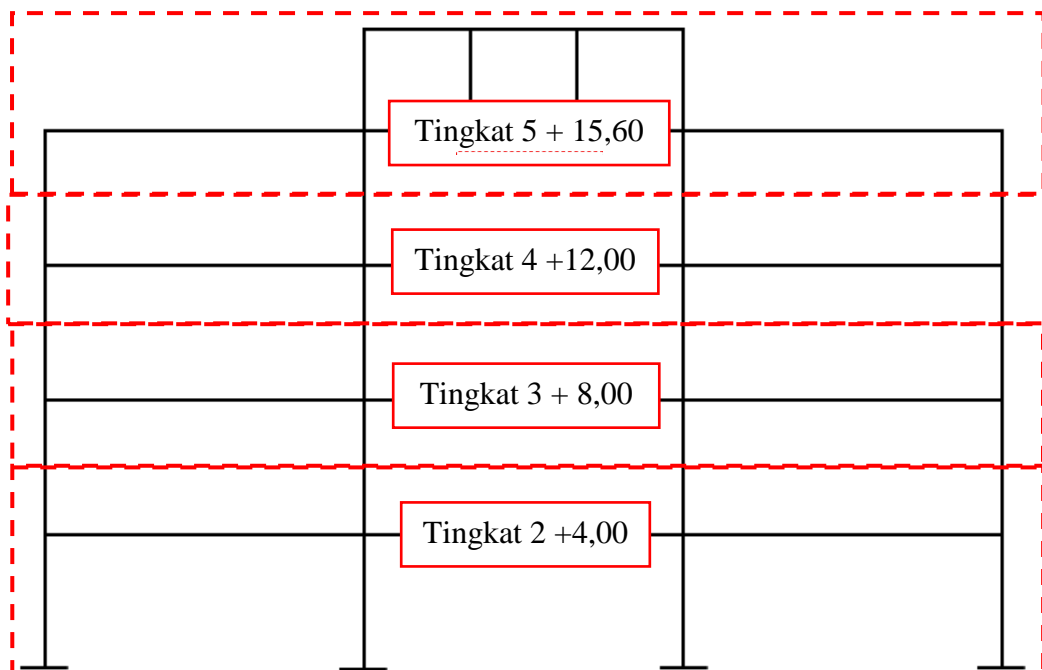 Tingkat 5 + 15,60
Tingkat 4 +12,00
Tingkat 3 + 8,00
Tingkat 2 +4,00